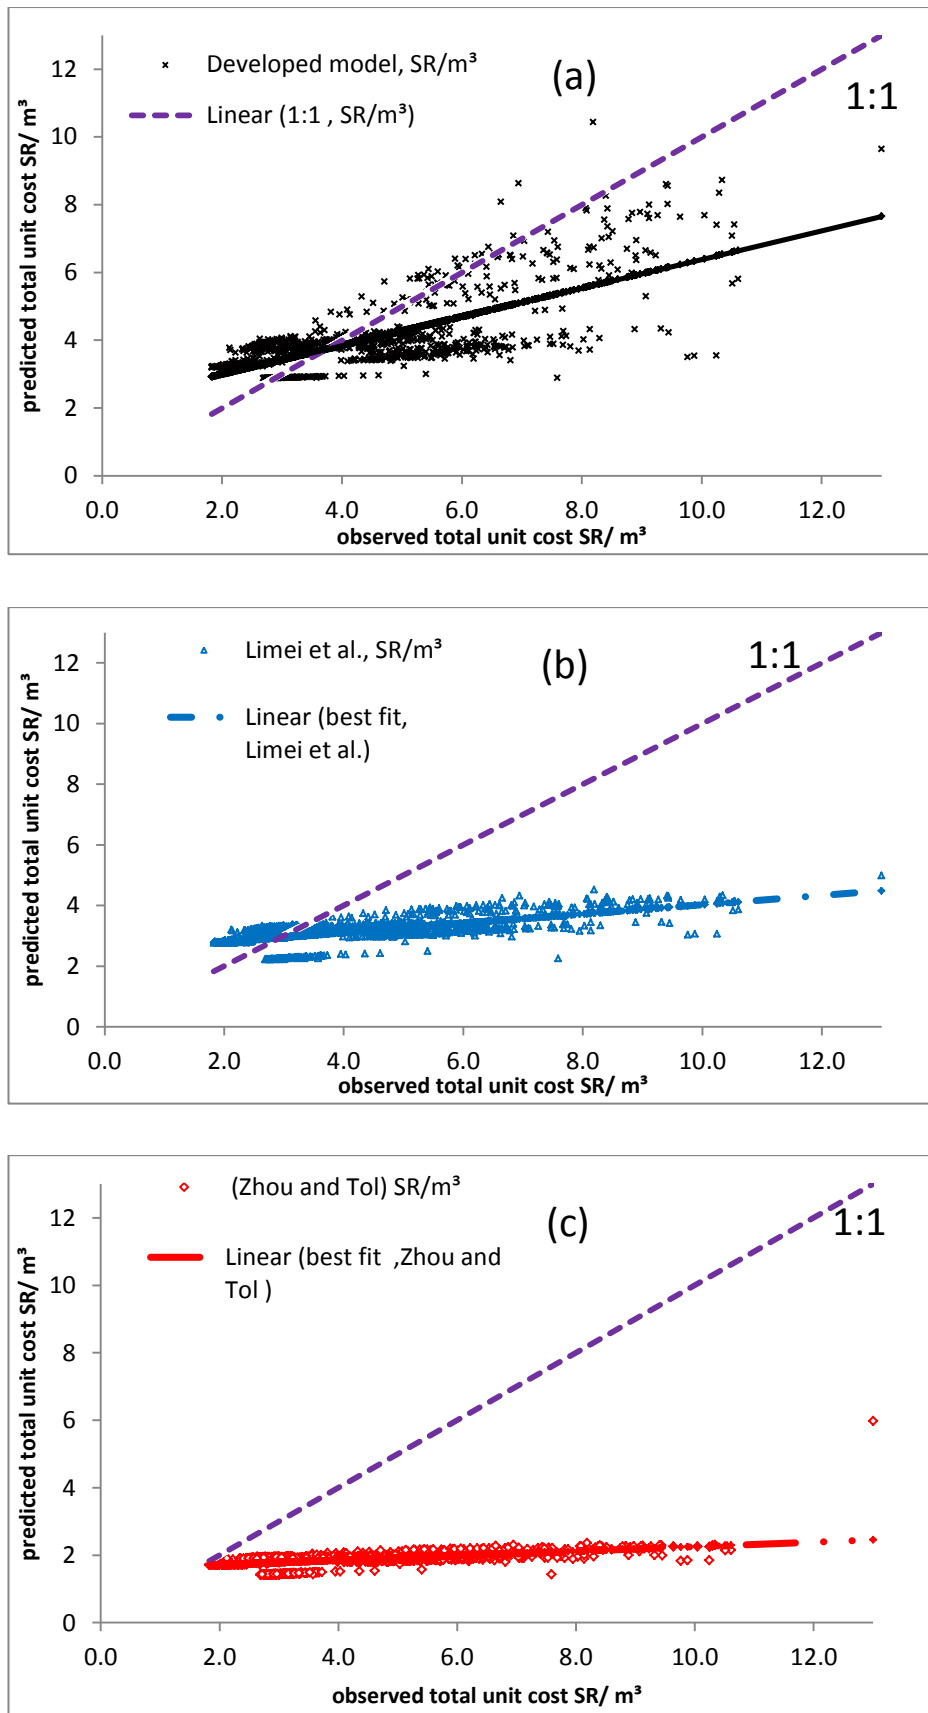 Developed model, SR/m³
Linear (1:1 , SR/m³)
(a)
1:1
predicted total unit cost SR/ m³
12
10
8
6
4
2
0
0.0 2.0 4.0 6.0 8.0 10.0 12.0
observed total unit cost SR/ m³
Limei et al., SR/m³
Linear (best fit,
Limei et al.)
(b)
1:1
predicted total unit cost SR/ m³
12
10
8
6
4
2
0
0.0 2.0 4.0 6.0 8.0 10.0 12.0
observed total unit cost SR/ m³
(Zhou and Tol) SR/m³
Linear (best fit ,Zhou and
Tol )
(c)
1:1
predicted total unit cost SR/ m³
12
10
8
6
4
2
0
0.0 2.0 4.0 6.0 8.0 10.0 12.0
observed total unit cost SR/ m³